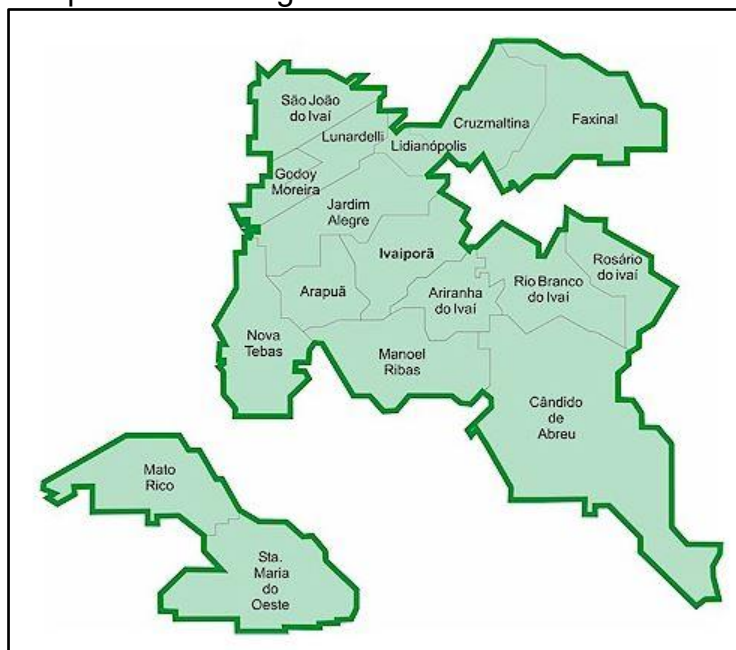 São João
do Ivaí
Lunardelli
Lidianópolis
Cruzmaltina
Faxinal
Godoy
Moreira
Jardim
Alegre
Ivaiporã
Arapuã
Ariranha
do Ivaí
Rio Branco
do Ivaí
Rosário
do ivaí
Nova
Tebas
Manoel
Ribas
Cândido
de
Abreu
Mato
Rico
Sta.
Maria
do
Oeste